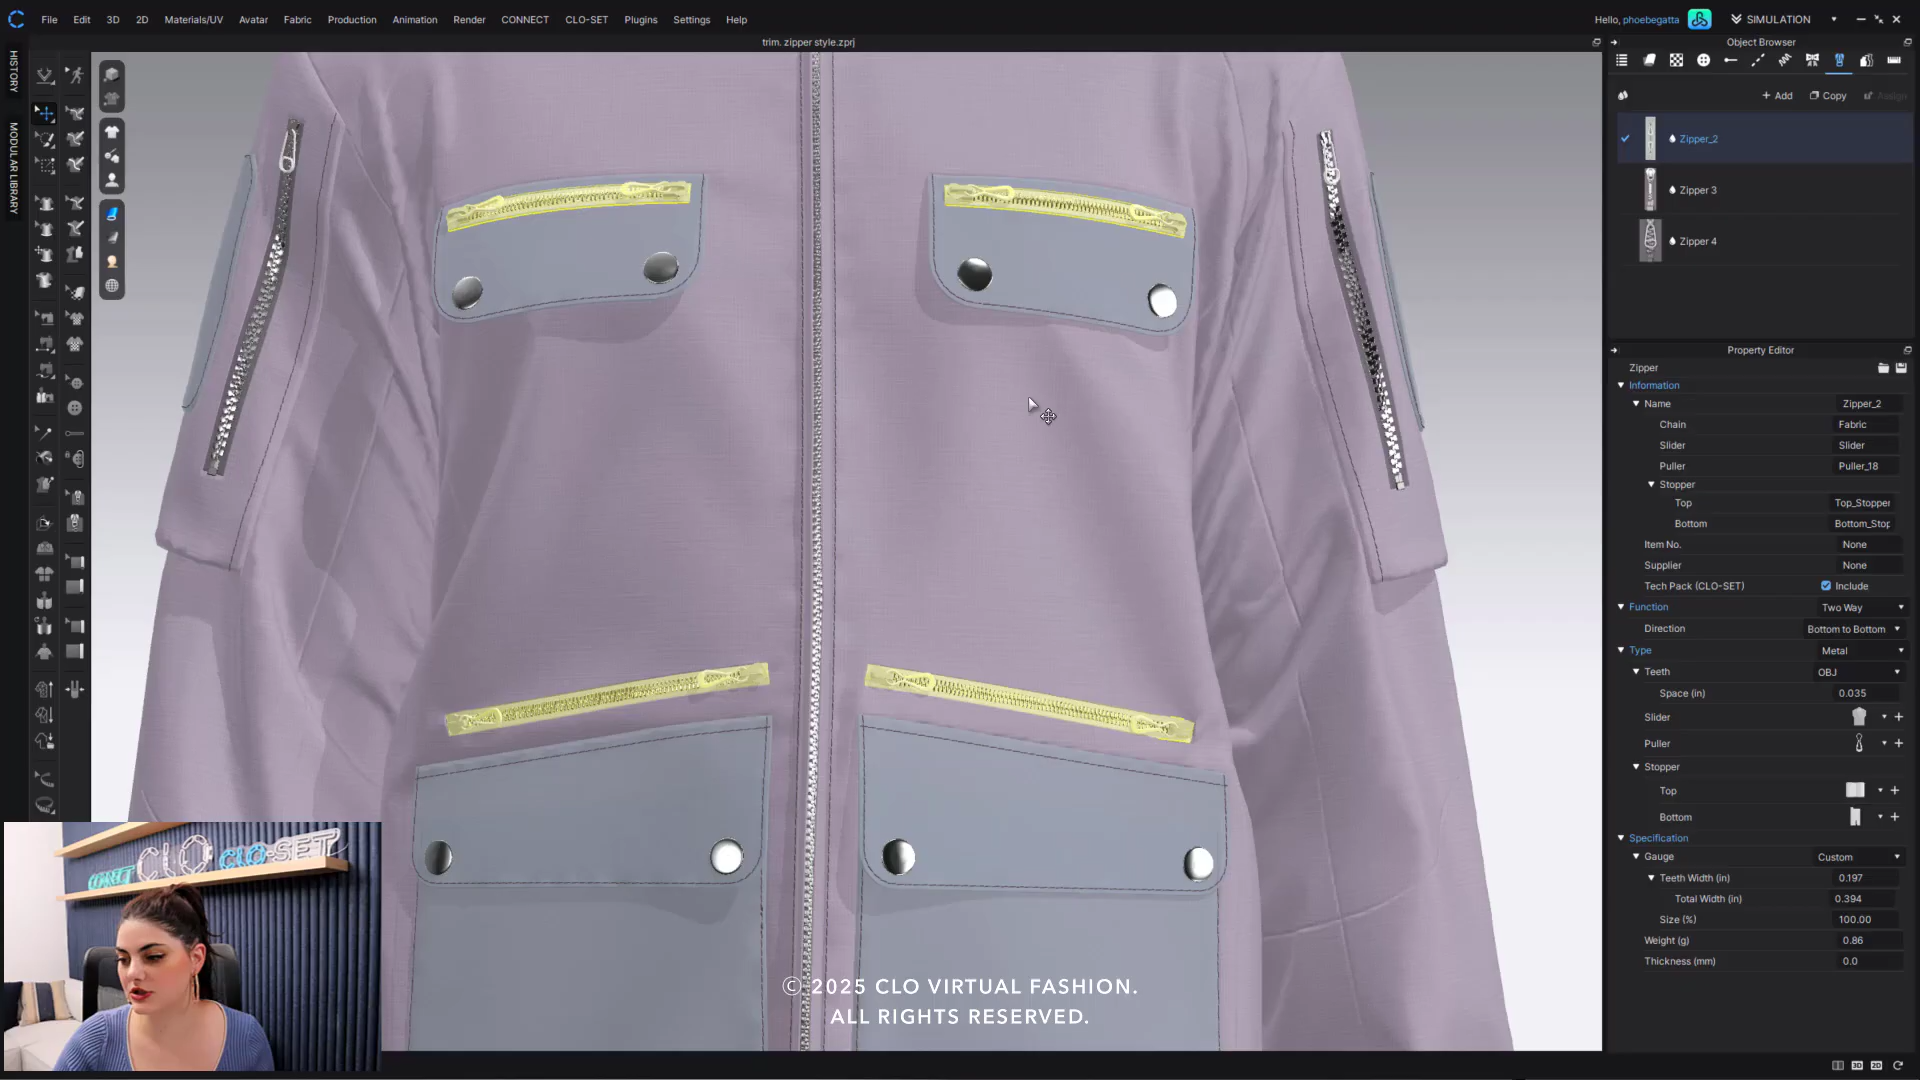 File Edit 3D 2D Materials/UV Avatar Fabric Production Animation Render CONNECT CLO-SET Plugins Settings Help
Hello, phoebegatta
SIMULATION
trim. zipper style.zprj
Object Browser
HISTORY
MODULAR LIBRARY
+ Add Copy Assign
Zipper_2
Zipper 3
Zipper 4
Property Editor
Zipper
Information
Name Zipper_2
Chain Fabric
Slider Slider
Puller Puller_18
Stopper
Top Top_Stopper
Bottom Bottom_Stop
Item No. None
Supplier None
Tech Pack (CLO-SET) Include
Function Two Way
Direction Bottom to Bottom
Type Metal
Teeth OBJ
Space (in) 0.035
Slider
Puller
Stopper
Top
Bottom
Specification
Gauge Custom
Teeth Width (in) 0.197
Total Width (in) 0.394
Size (%) 100.00
Weight (g) 0.86
Thickness (mm) 0.0
CONNECT CLO CLO-SET
© 2025 CLO VIRTUAL FASHION.
ALL RIGHTS RESERVED.
3D 2D